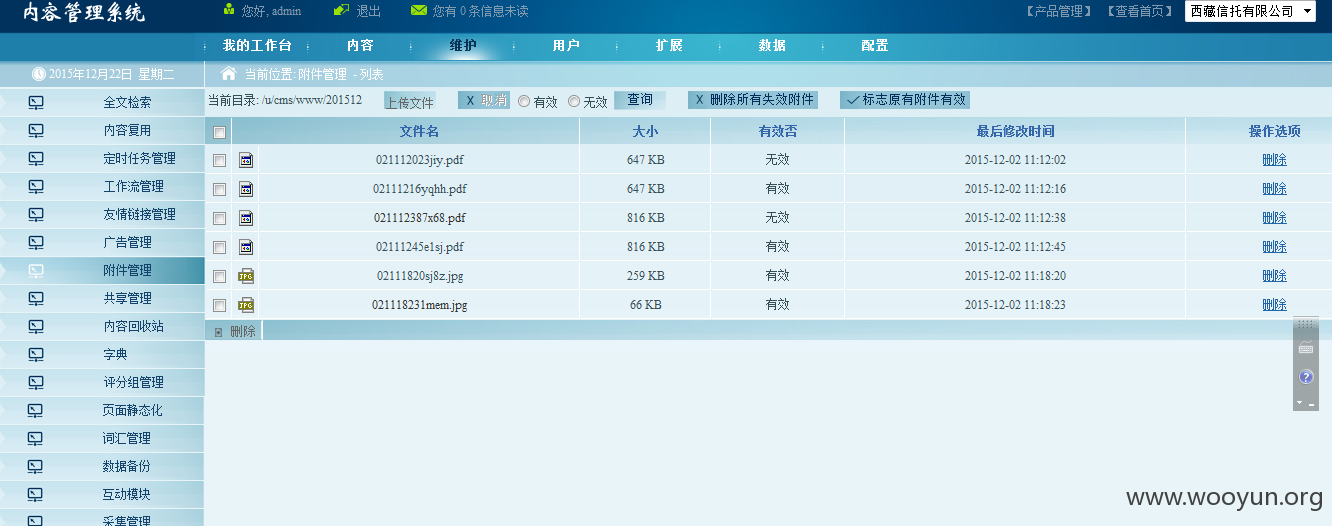 内容管理系统 您好, admin 退出 您有 0 条信息未读 【产品管理】 【查看首页】 西藏信托有限公司
我的工作台 内容 维护 用户 扩展 数据 配置
2015年12月22日 星期二 当前位置: 附件管理 - 列表
当前目录: /u/cms/www/201512 上传文件 X 取消 有效 无效 查询 X 删除所有失效附件 标志原有附件有效
文件名 大小 有效否 最后修改时间 操作选项
021112023jiy.pdf 647 KB 无效 2015-12-02 11:12:02 删除
02111216yqhh.pdf 647 KB 有效 2015-12-02 11:12:16 删除
021112387x68.pdf 816 KB 无效 2015-12-02 11:12:38 删除
02111245e1sj.pdf 816 KB 有效 2015-12-02 11:12:45 删除
JPG 02111820sj8z.jpg 259 KB 有效 2015-12-02 11:18:20 删除
JPG 021118231mem.jpg 66 KB 有效 2015-12-02 11:18:23 删除
删除
全文检索
内容复用
定时任务管理
工作流管理
友情链接管理
广告管理
附件管理
共享管理
内容回收站
字典
评分组管理
页面静态化
词汇管理
数据备份
互动模块
采集管理
www.wooyun.org